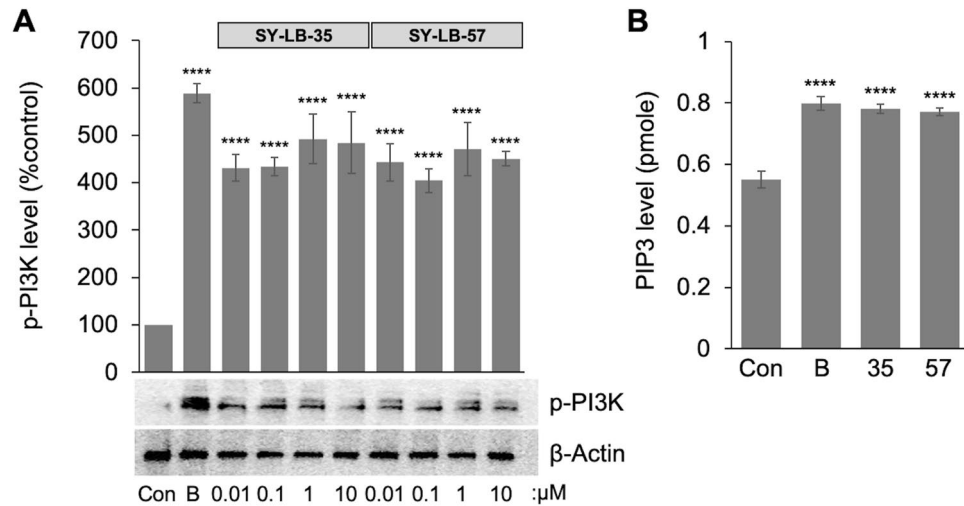 A
SY-LB-35 SY-LB-57
p-PI3K level (%control)
700
600
500
400
300
200
100
0
**** **** **** **** **** **** **** **** ****
p-PI3K
β-Actin
Con B 0.01 0.1 1 10 0.01 0.1 1 10 :µM
B
PIP3 level (pmole)
1
0.8
0.6
0.4
0.2
0
**** **** ****
Con B 35 57